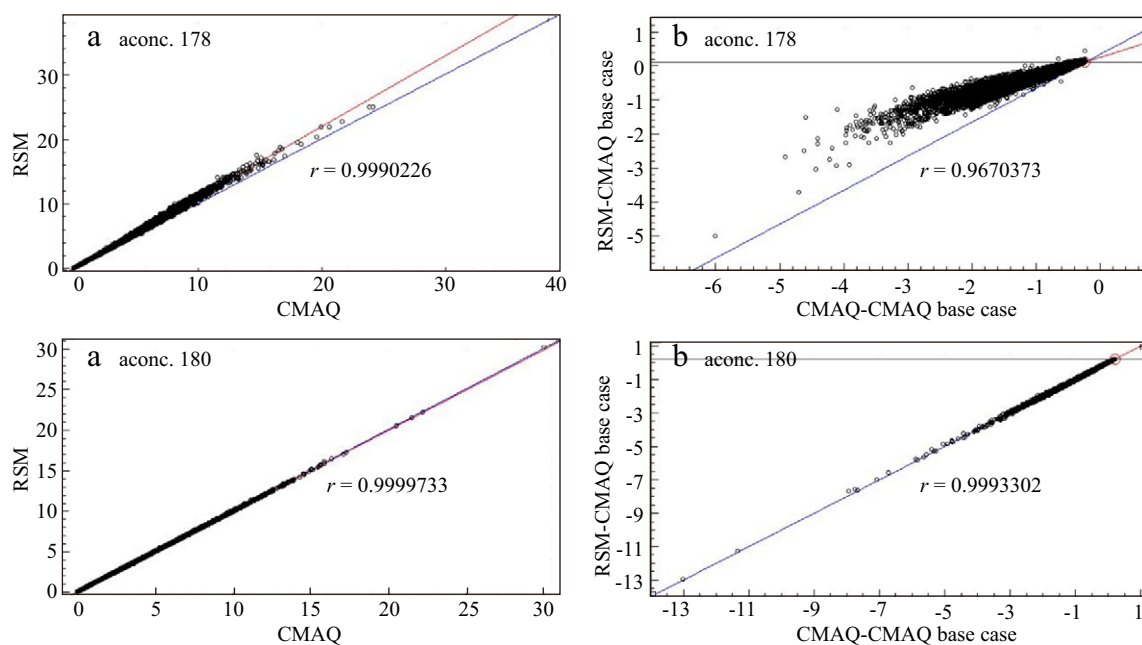 a aconc. 178
30
20
10
0
RSM
r = 0.9990226
0 10 20 30 40
CMAQ
b aconc. 178
1
0
-1
-2
-3
-4
-5
RSM-CMAQ base case
r = 0.9670373
-6 -5 -4 -3 -2 -1 0
CMAQ-CMAQ base case
a aconc. 180
30
25
20
15
10
5
0
RSM
r = 0.9999733
0 5 10 15 20 25 30
CMAQ
b aconc. 180
1
-1
-3
-5
-7
-9
-11
-13
RSM-CMAQ base case
r = 0.9993302
-13 -11 -9 -7 -5 -3 -1 1
CMAQ-CMAQ base case